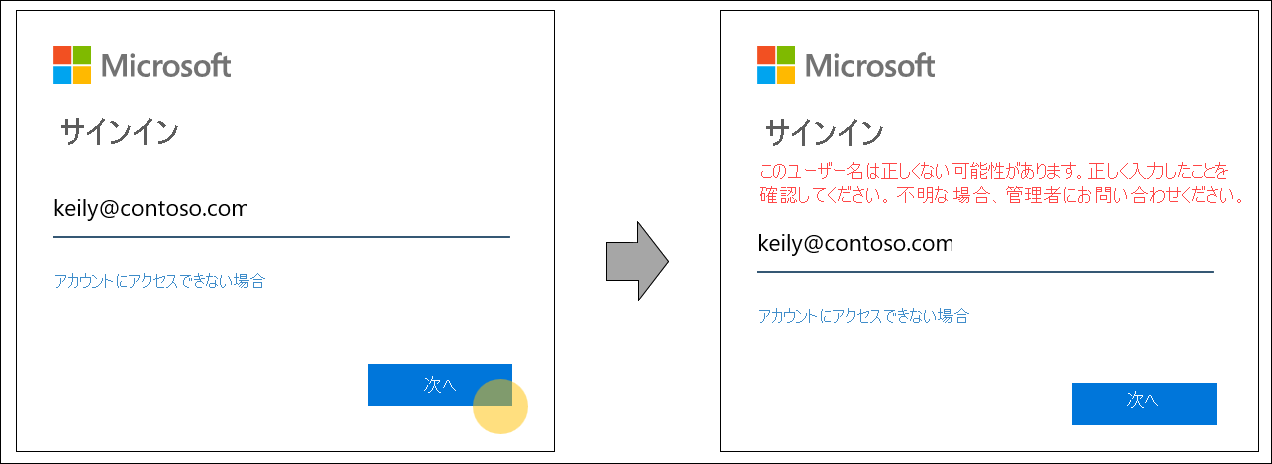 Microsoft
サインイン
keily@contoso.com
アカウントにアクセスできない場合
次へ
Microsoft
サインイン
このユーザー名は正しくない可能性があります。正しく入力したことを
確認してください。不明な場合、管理者にお問い合わせください。
keily@contoso.com
アカウントにアクセスできない場合
次へ